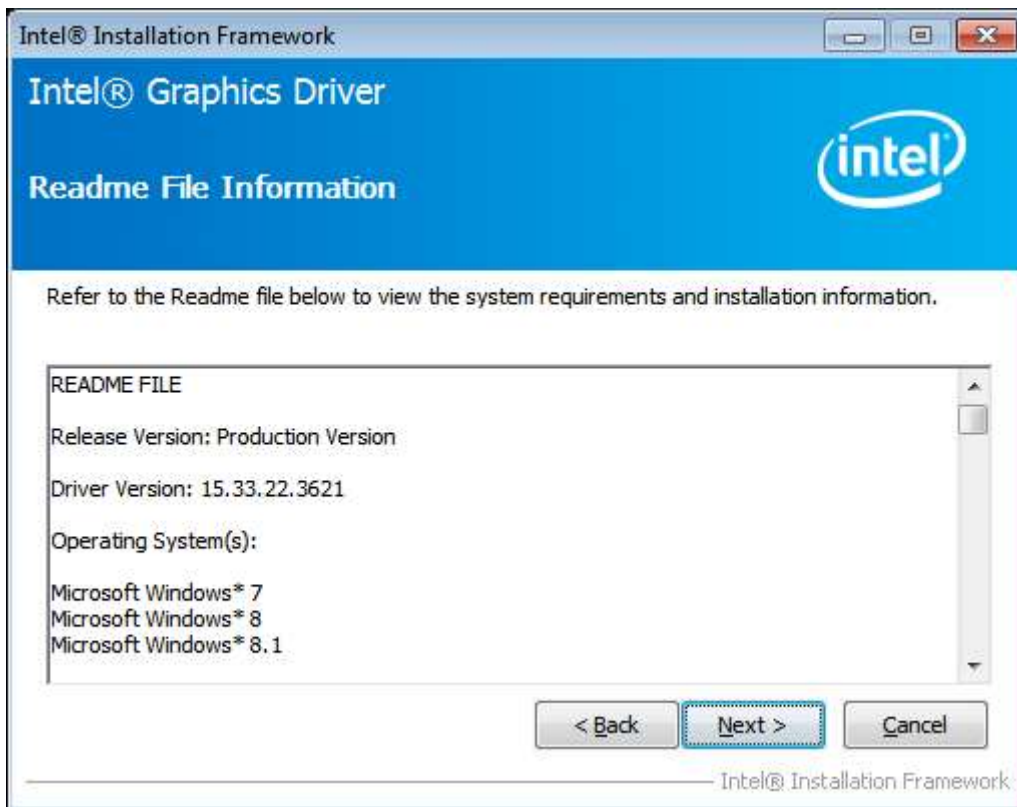 Intel® Installation Framework
Intel® Graphics Driver
intel
Readme File Information
Refer to the Readme file below to view the system requirements and installation information.
README FILE
Release Version: Production Version
Driver Version: 15.33.22.3621
Operating System(s):
Microsoft Windows* 7
Microsoft Windows* 8
Microsoft Windows* 8.1
< Back
Next >
Cancel
Intel® Installation Framework